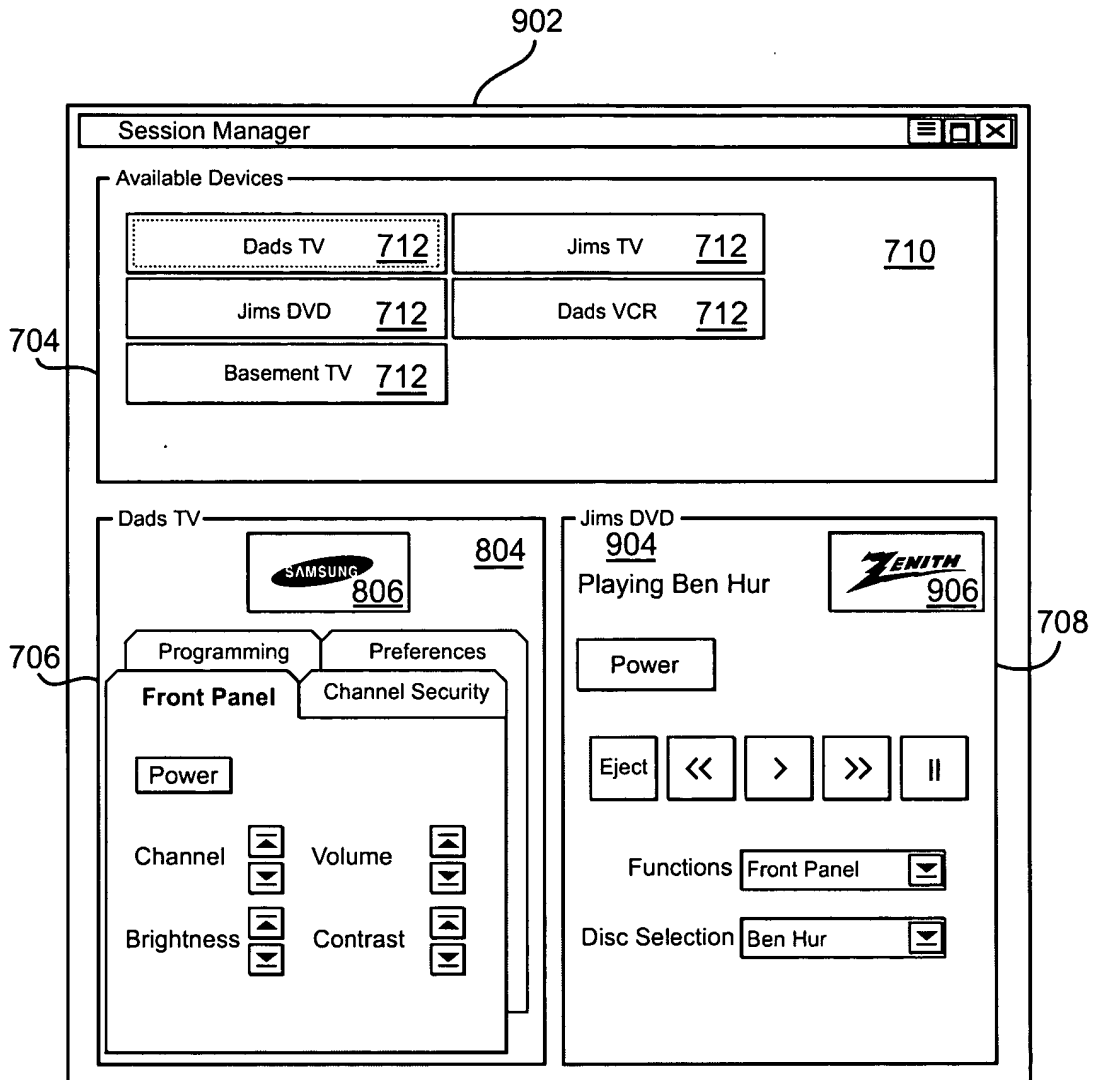 902
Session Manager
Available Devices
Dads TV 712
Jims TV 712
710
Jims DVD 712
Dads VCR 712
704
Basement TV 712
Dads TV
SAMSUNG
806
804
706
Programming
Preferences
Front Panel
Channel Security
Power
Channel
Volume
Brightness
Contrast
Jims DVD
904
Playing Ben Hur
ZENITH
906
708
Power
Eject << > >> II
Functions Front Panel
Disc Selection Ben Hur